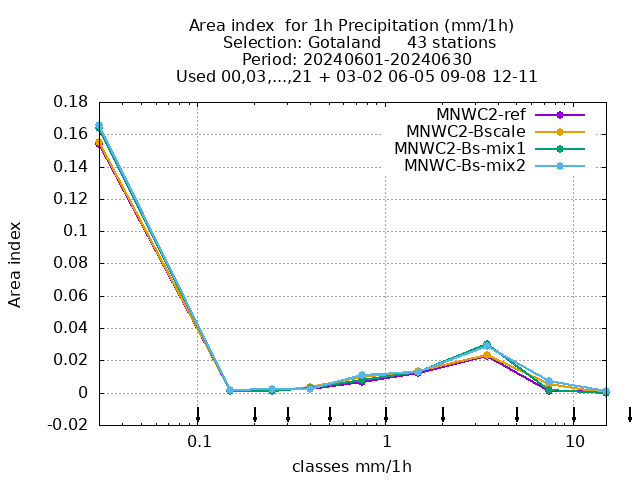 Area index  for 1h Precipitation (mm/1h)
Selection: Gotaland     43 stations
Period: 20240601-20240630
Used 00,03,...,21 + 03-02 06-05 09-08 12-11
MNWC2-ref
MNWC2-Bscale
MNWC2-Bs-mix1
MNWC-Bs-mix2
0.18
0.16
0.14
0.12
0.1
0.08
0.06
0.04
0.02
0
-0.02
Area index
0.1
1
10
classes mm/1h